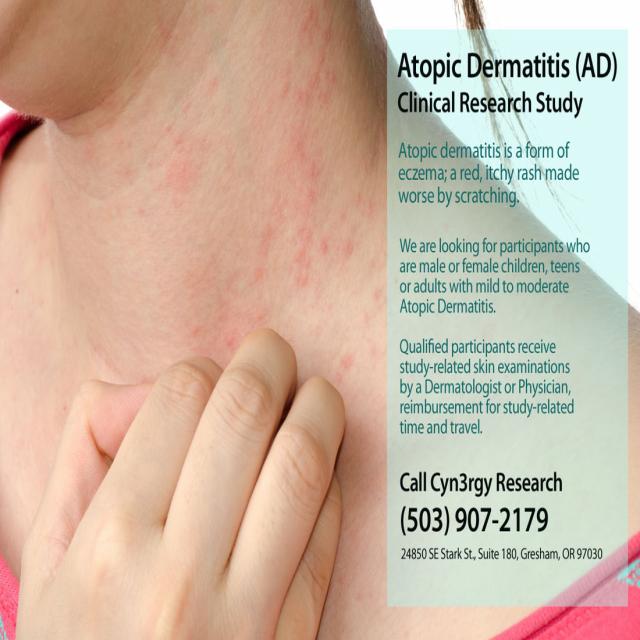 Atopic Dermatitis (AD)
Clinical Research Study
Atopic dermatitis is a form of
eczema; a red, itchy rash made
worse by scratching.
We are looking for participants who
are male or female children, teens
or adults with mild to moderate
Atopic Dermatitis.
Qualified participants receive
study-related skin examinations
by a Dermatologist or Physician,
reimbursement for study-related
time and travel.
Call Cyn3rgy Research
(503) 907-2179
24850 SE Stark St., Suite 180, Gresham, OR 97030